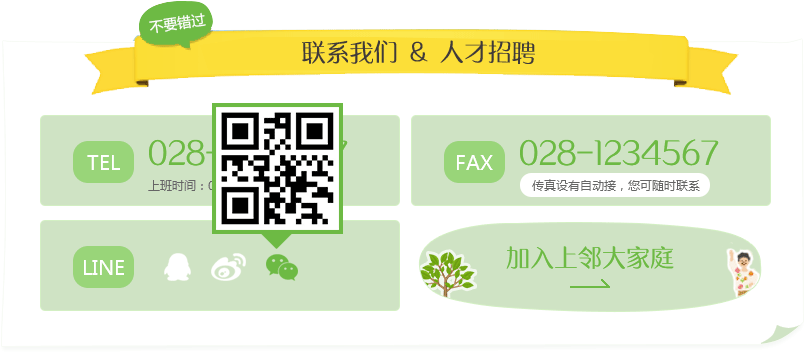 不要错过
联系我们 & 人才招聘
TEL
028-
7
上班时间：
FAX
028-1234567
传真设有自动接，您可随时联系
LINE
加入上邻大家庭